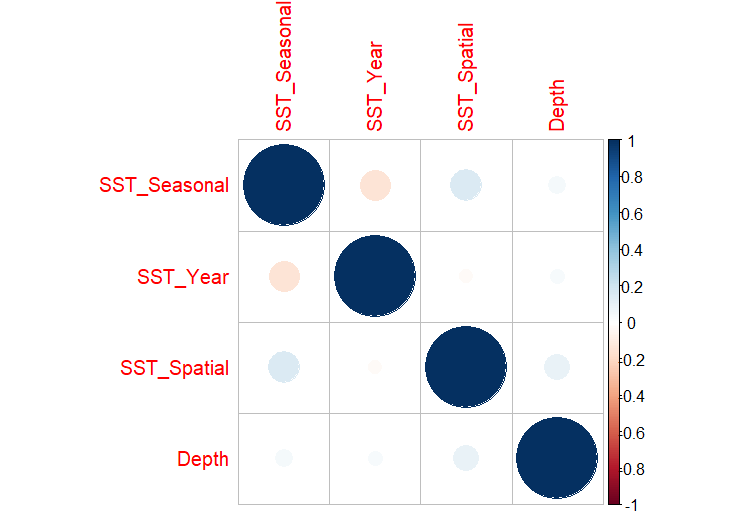 SST_Seasonal
SST_Year
SST_Spatial
Depth
SST_Seasonal
SST_Year
SST_Spatial
Depth
1
0.8
0.6
0.4
0.2
0
-0.2
-0.4
-0.6
-0.8
-1